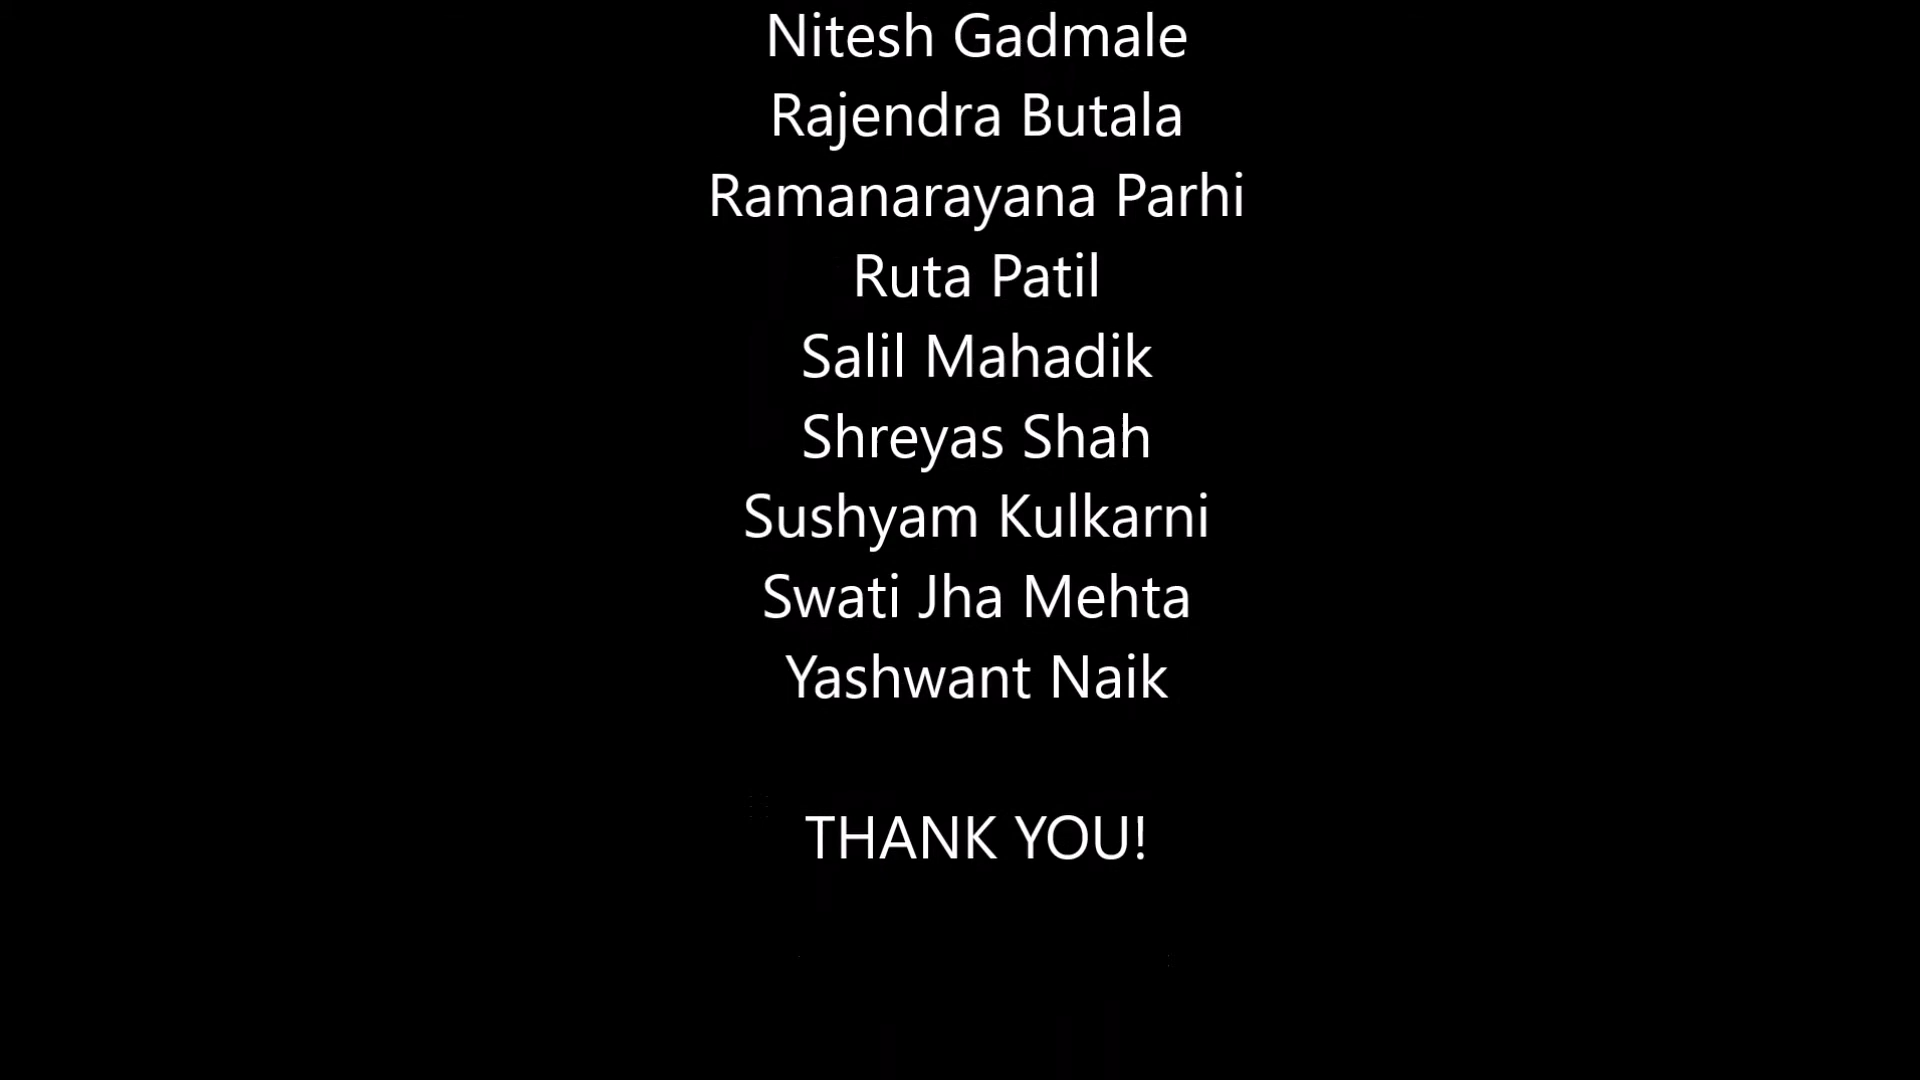 Nitesh Gadmale
Rajendra Butala
Ramanarayana Parhi
Ruta Patil
Salil Mahadik
Shreyas Shah
Sushyam Kulkarni
Swati Jha Mehta
Yashwant Naik
THANK YOU!